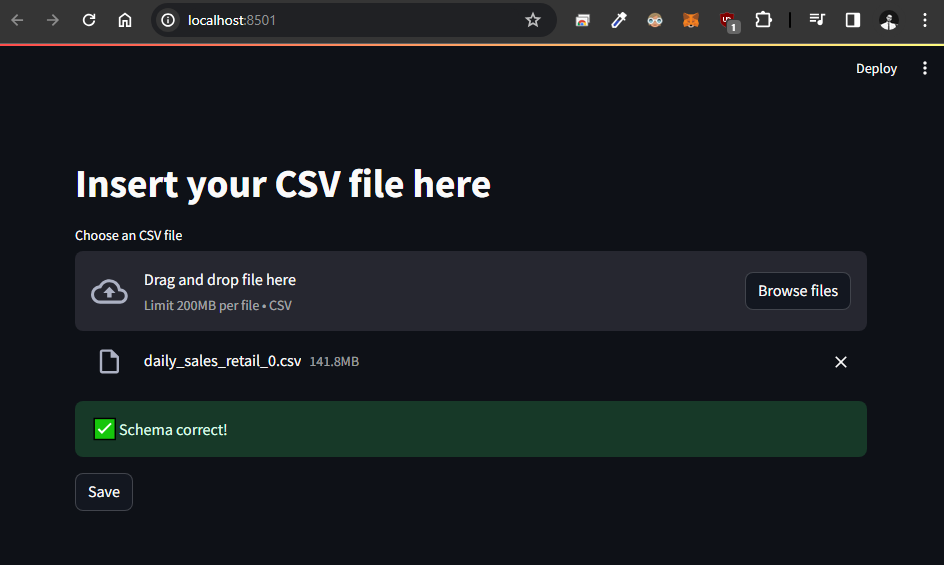 localhost:8501
1
Deploy
Insert your CSV file here
Choose an CSV file
Drag and drop file here
Limit 200MB per file • CSV
Browse files
daily_sales_retail_0.csv 141.8MB
✅ Schema correct!
Save